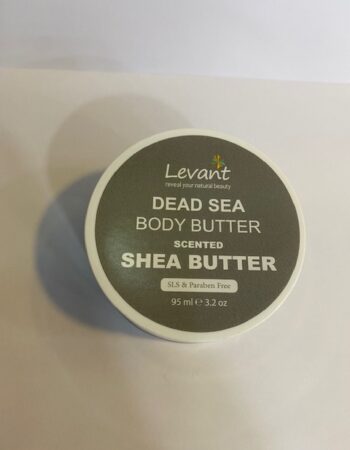 Levant
reveal your natural beauty
DEAD SEA
BODY BUTTER
SCENTED
SHEA BUTTER
SLS & Paraben Free
95 ml ℮ 3.2 oz